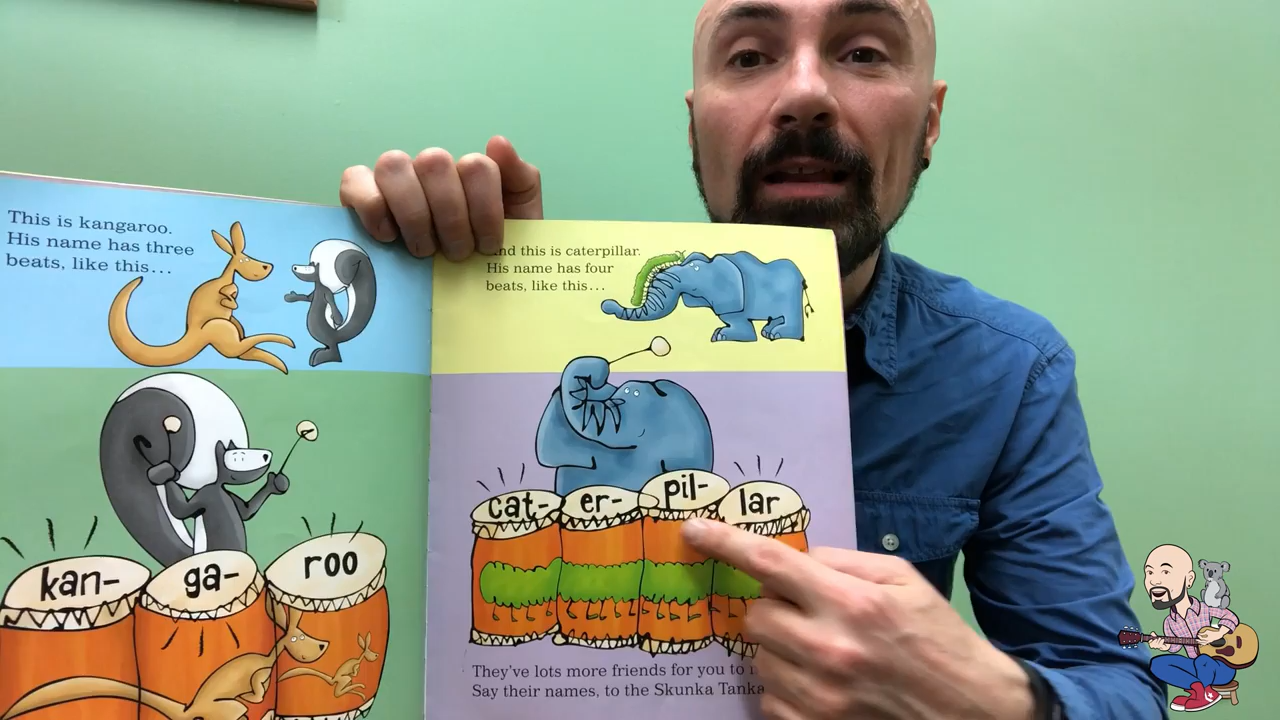 This is kangaroo.
His name has three
beats, like this...
kan-
ga-
roo
nd this is caterpillar.
His name has four
beats, like this...
cat-
er-
pil-
lar
They've lots more friends for you to
Say their names, to the Skunka Tanka